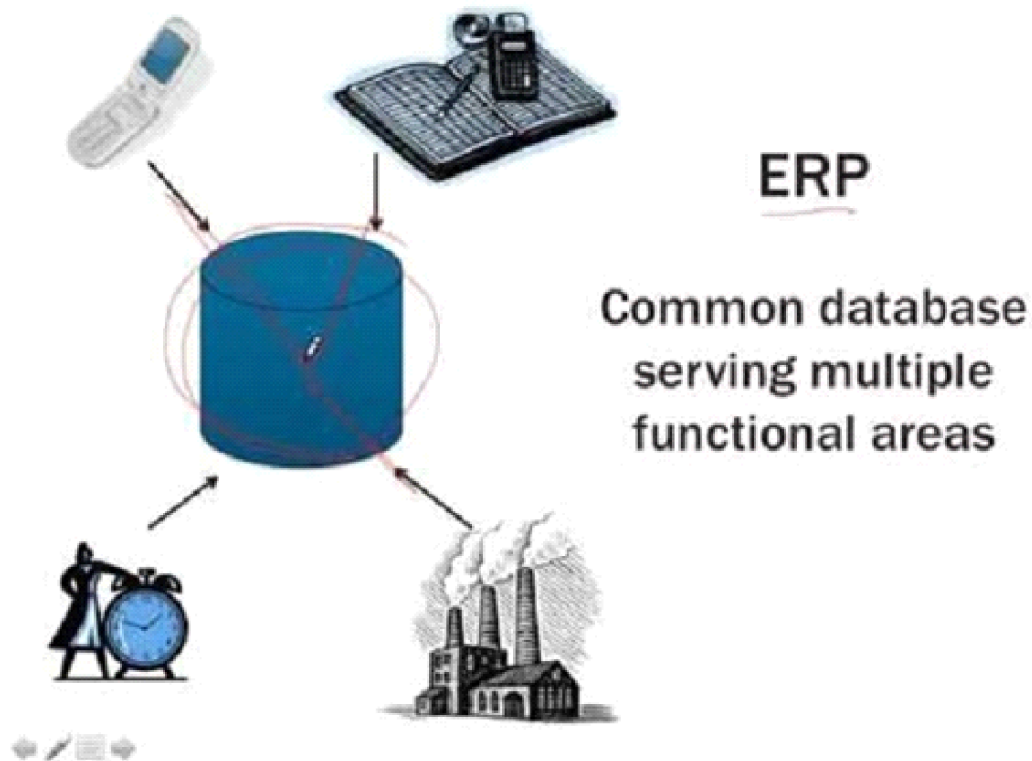 ERP
Common database
serving multiple
functional areas